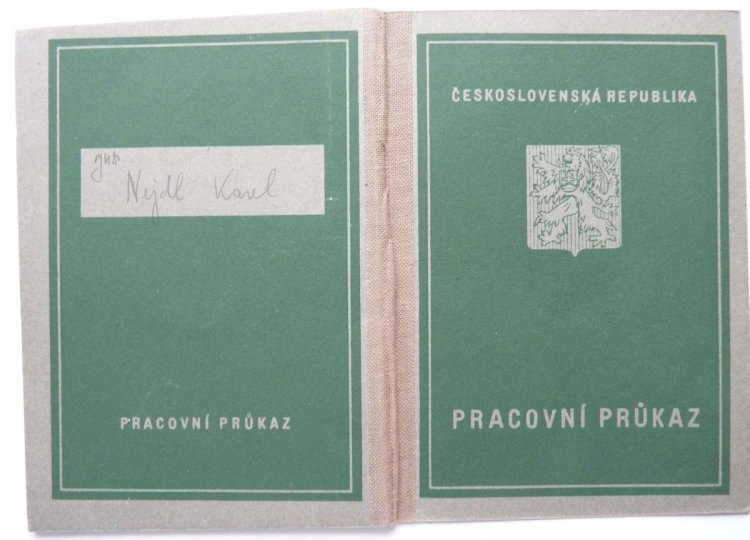 Nejdl Karel
PRACOVNÍ PRŮKAZ
ČESKOSLOVENSKÁ REPUBLIKA
PRACOVNÍ PRŮKAZ